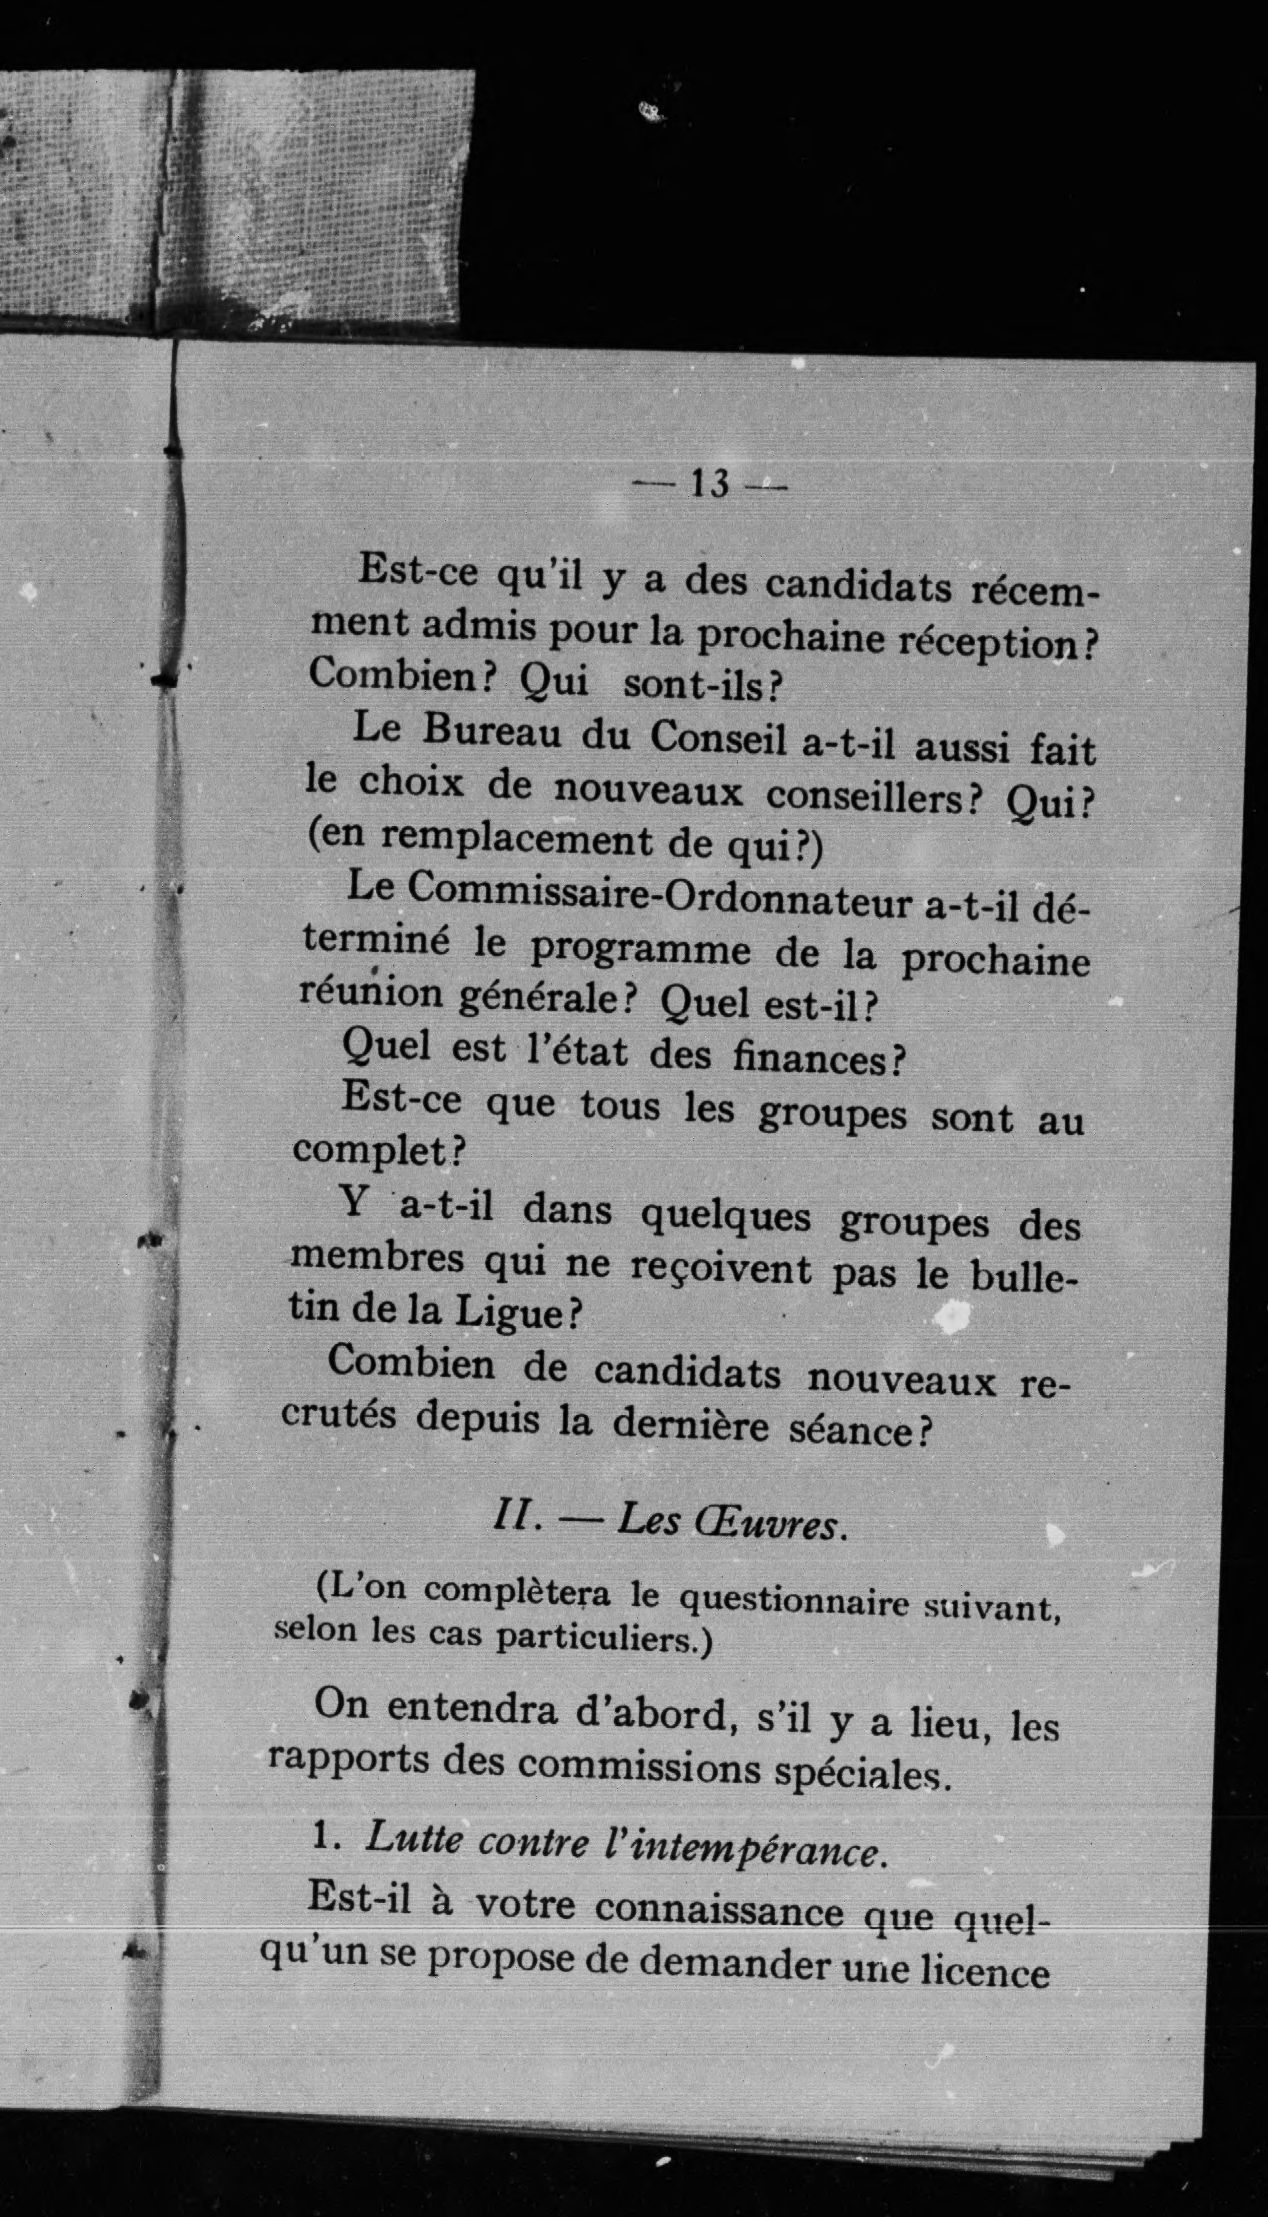 — 13 —
Est-ce qu'il y a des candidats récem-
ment admis pour la prochaine réception?
Combien? Qui sont-ils?
Le Bureau du Conseil a-t-il aussi fait
le choix de nouveaux conseillers? Qui?
(en remplacement de qui?)
Le Commissaire-Ordonnateur a-t-il dé-
terminé le programme de la prochaine
réunion générale? Quel est-il?
Quel est l'état des finances?
Est-ce que tous les groupes sont au
complet?
Y a-t-il dans quelques groupes des
membres qui ne reçoivent pas le bulle-
tin de la Ligue?
Combien de candidats nouveaux re-
crutés depuis la dernière séance?
II. — Les Œuvres.
(L'on complètera le questionnaire suivant,
selon les cas particuliers.)
On entendra d'abord, s'il y a lieu, les
rapports des commissions spéciales.
1. Lutte contre l'intempérance.
Est-il à votre connaissance que quel-
qu'un se propose de demander une licence